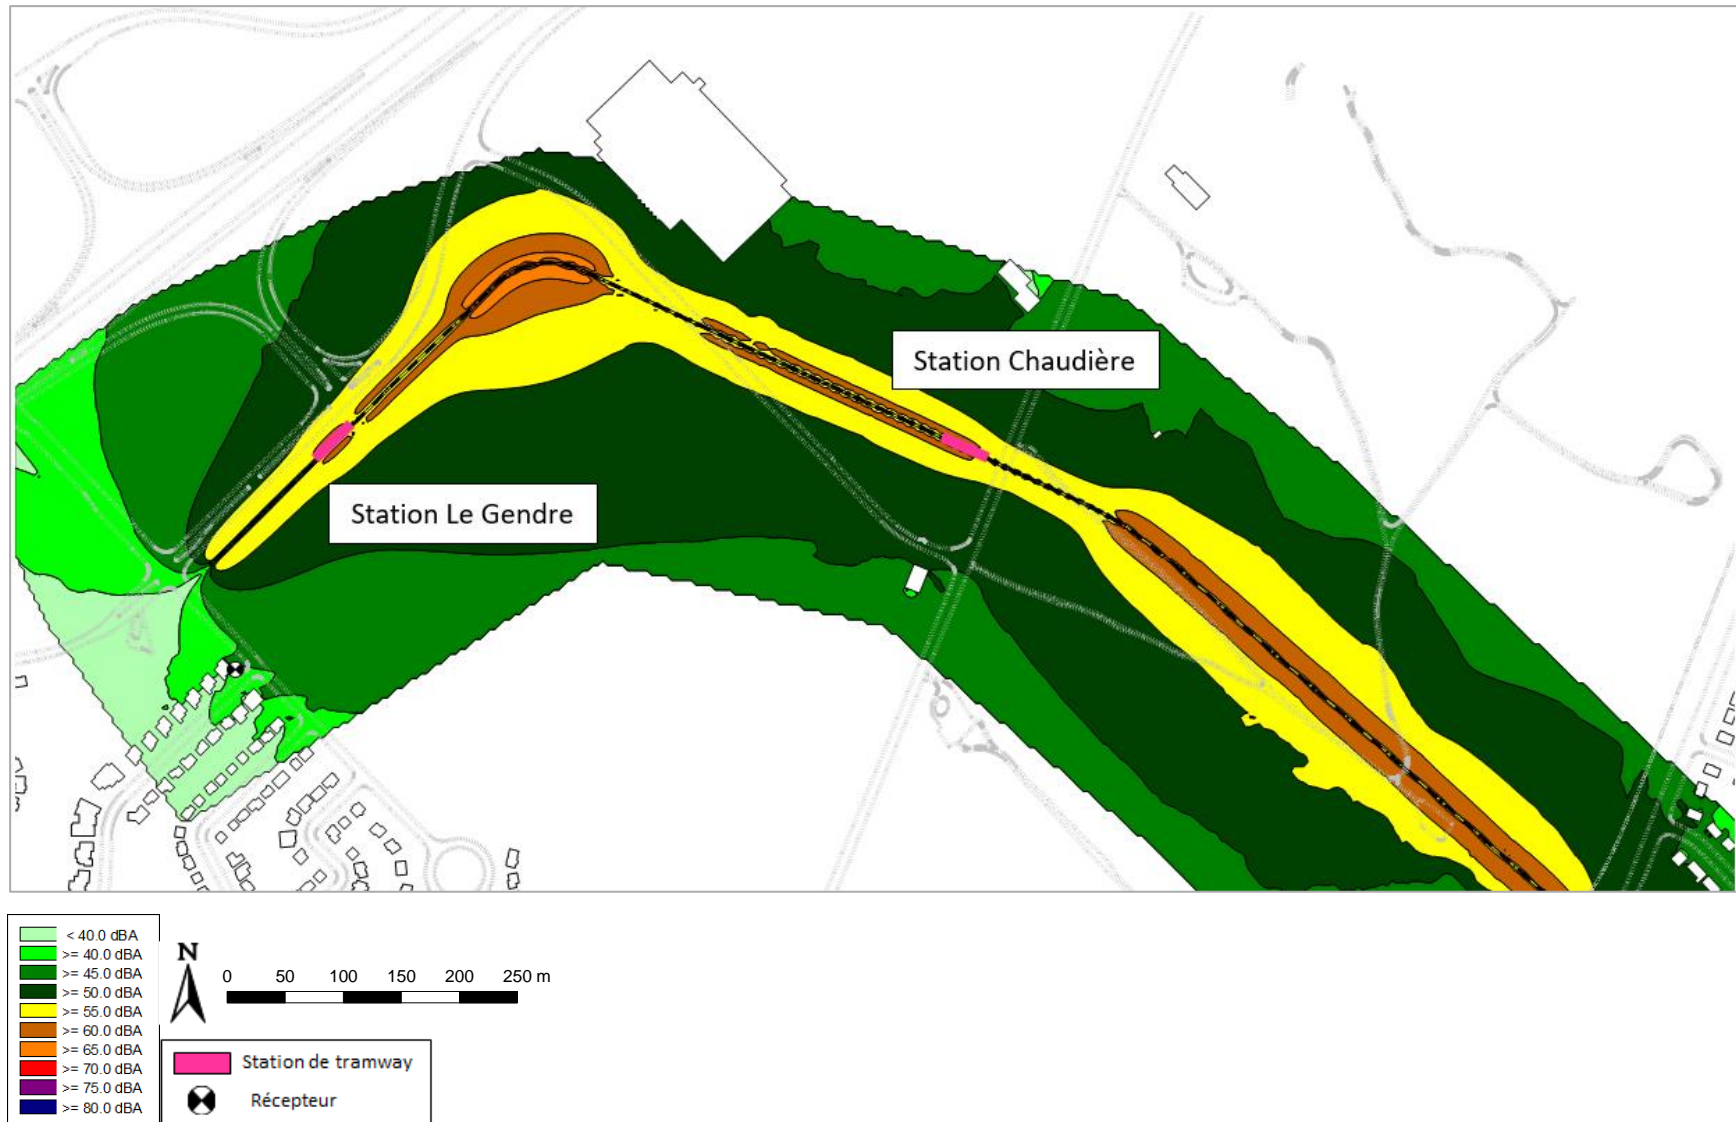 Station Chaudière
Station Le Gendre
< 40.0 dBA
>= 40.0 dBA
>= 45.0 dBA
>= 50.0 dBA
>= 55.0 dBA
>= 60.0 dBA
>= 65.0 dBA
>= 70.0 dBA
>= 75.0 dBA
>= 80.0 dBA
N
0 50 100 150 200 250 m
Station de tramway
Récepteur